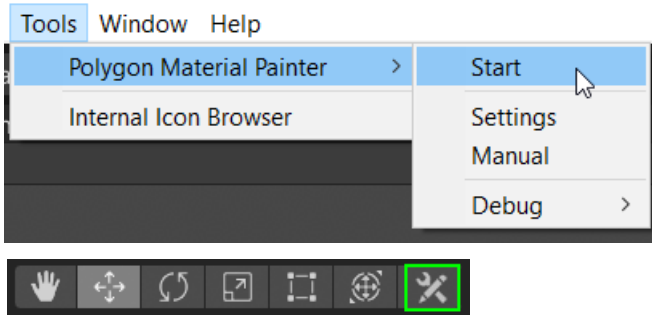 Tools Window Help
Polygon Material Painter > Start
Internal Icon Browser Settings
Manual
Debug >